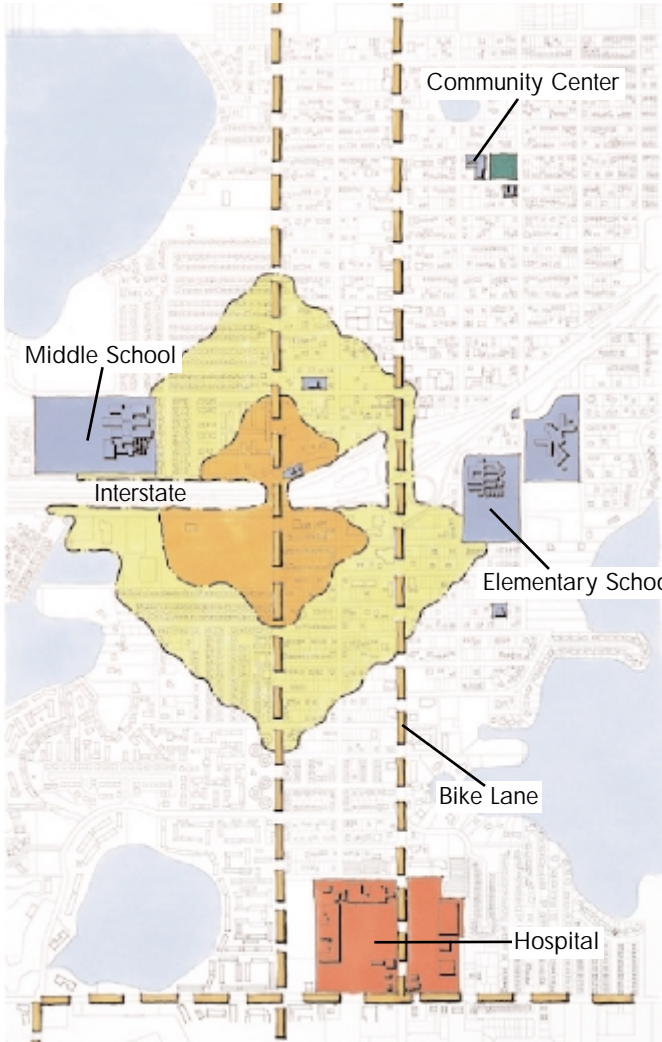 Community Center
Middle School
Interstate
Elementary Schoo
Bike Lane
Hospital